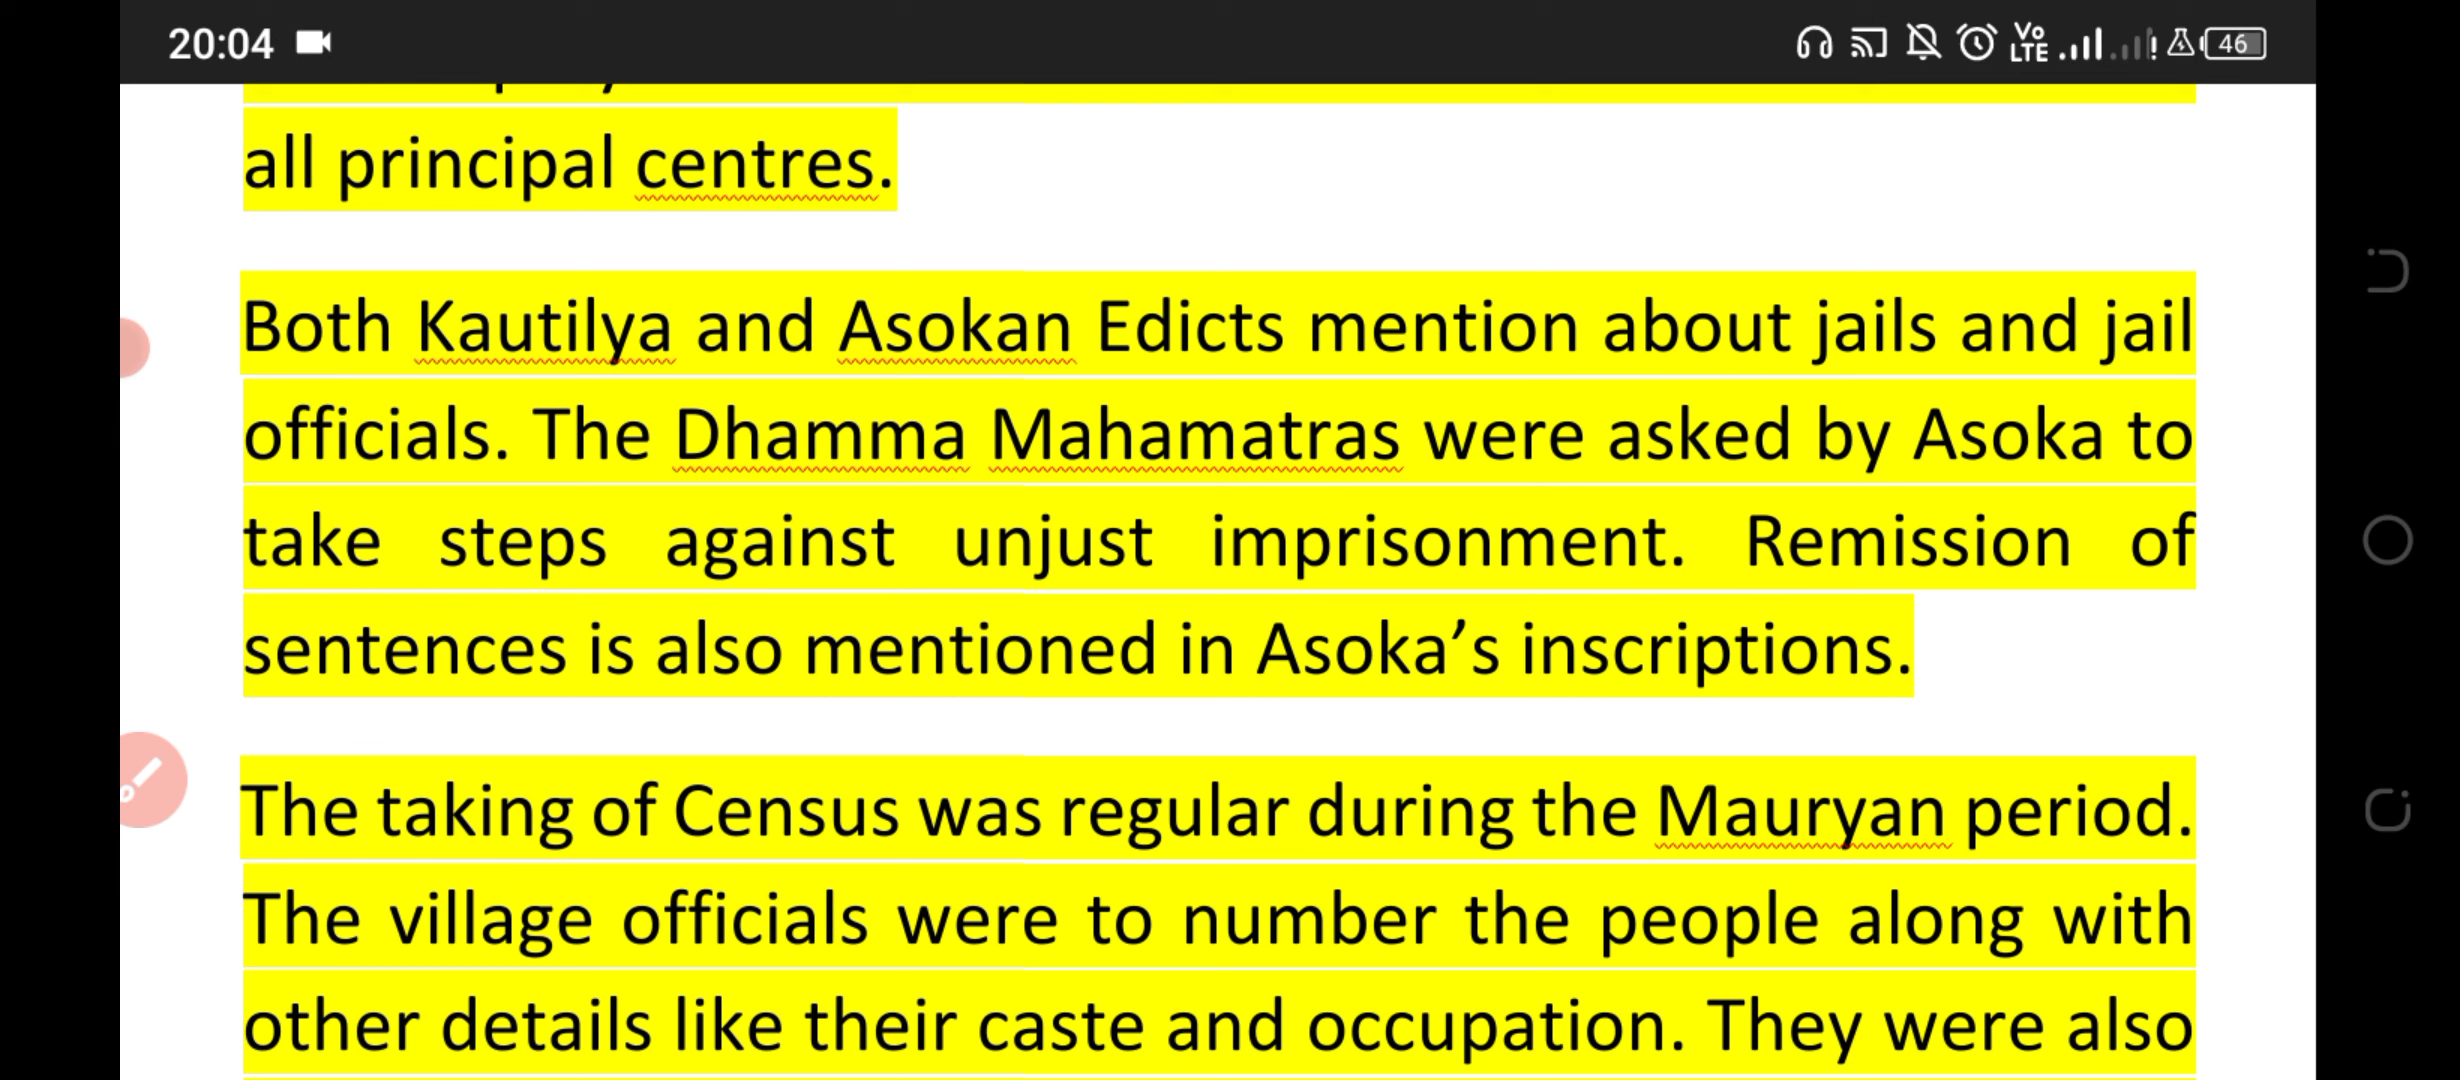 20:04
Vo
LTE
46
all principal centres.
Both Kautilya and Asokan Edicts mention about jails and jail
officials. The Dhamma Mahamatras were asked by Asoka to
take steps against unjust imprisonment. Remission of
sentences is also mentioned in Asoka’s inscriptions.
The taking of Census was regular during the Mauryan period.
The village officials were to number the people along with
other details like their caste and occupation. They were also